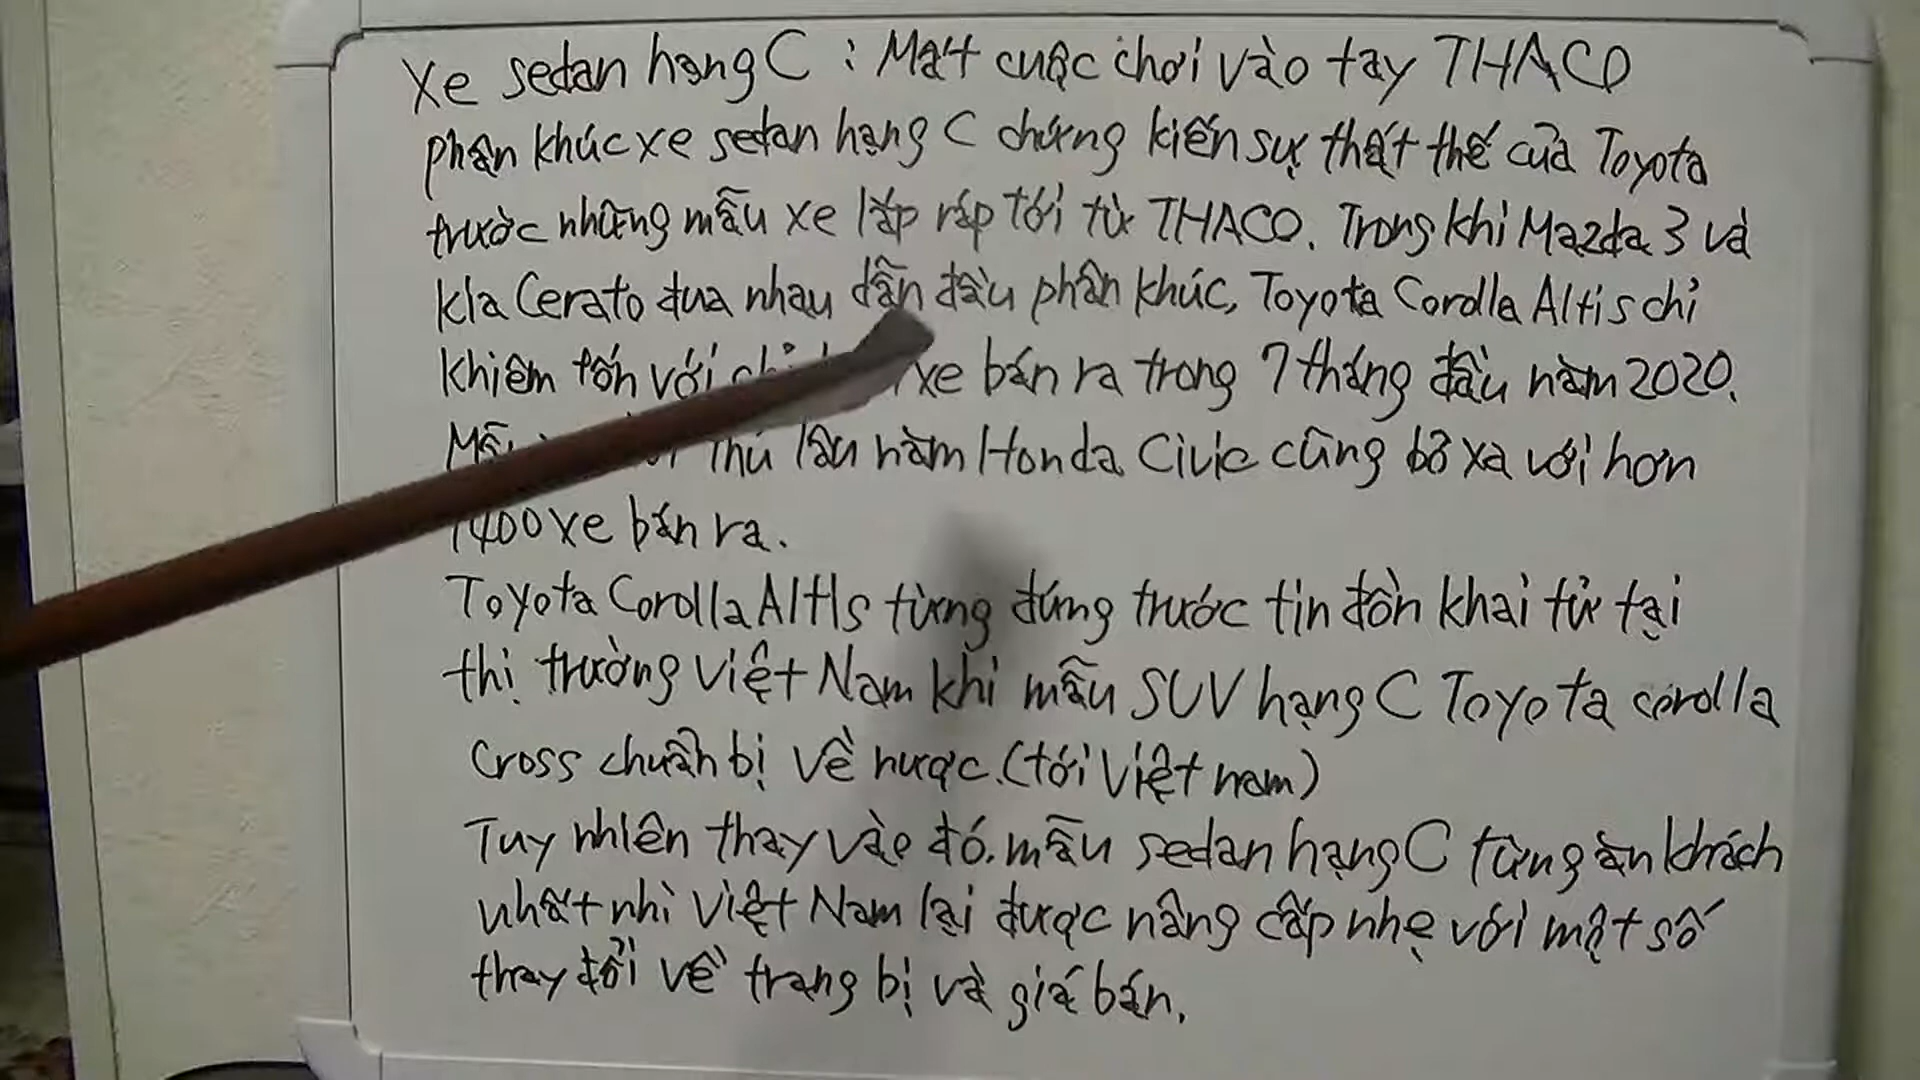 Xe sedan hạng C : Mất cuộc chơi vào tay THACO
phân khúc xe sedan hạng C chứng kiến sự thất thế của Toyota
trước những mẫu xe lắp ráp tới từ THACO. Trong khi Mazda 3 và
kia Cerato đua nhau dẫn đầu phân khúc, Toyota Corolla Altis chỉ
khiêm tốn với xe bán ra trong 7 tháng đầu năm 2020.
thủ lâu năm Honda Civic cũng bỏ xa với hơn
1400 xe bán ra.
Toyota Corolla Altis từng đứng trước tin đồn khai tử tại
thị trường Việt Nam khi mẫu SUV hạng C Toyota corolla
Cross chuẩn bị về nược. (tới Việt nam)
Tuy nhiên thay vào đó. mẫu sedan hạng C từng ăn khách
nhất nhì Việt Nam lại được nâng cấp nhẹ với một số
thay đổi về trang bị và giá bán.